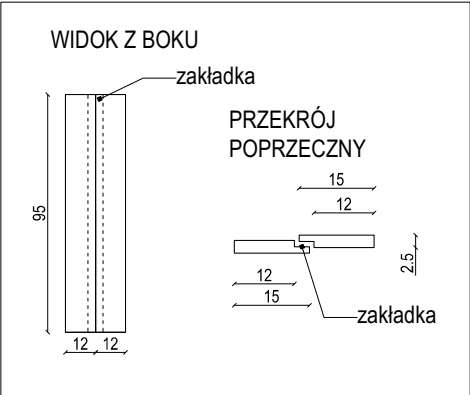 WIDOK Z BOKU
zakładka
PRZEKRÓJ
POPRZECZNY
15
12
95
2.5
12
15
zakładka
12 12